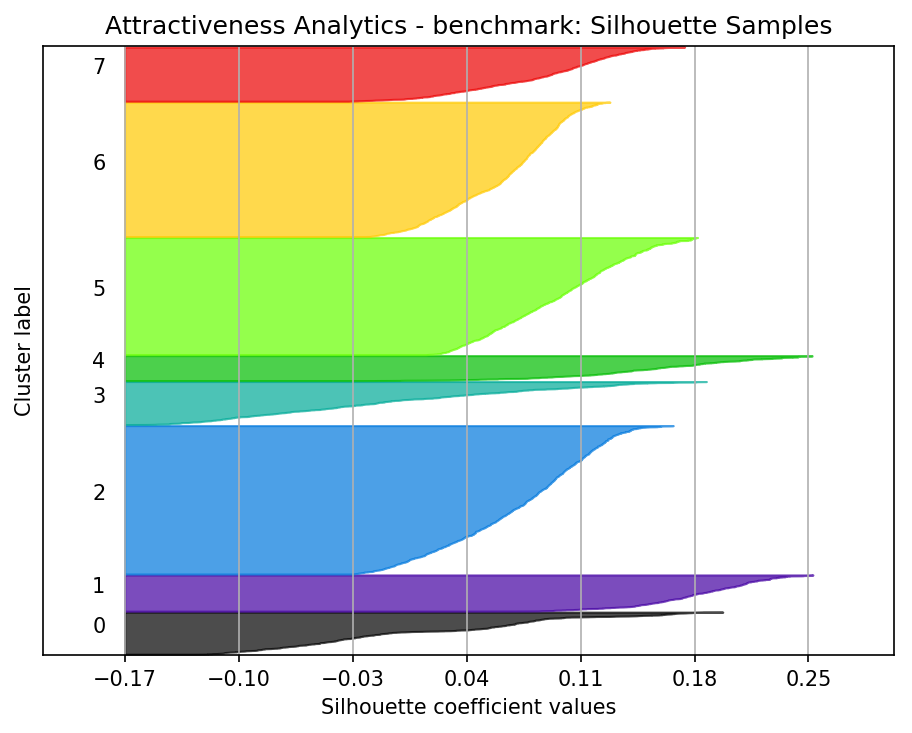 Attractiveness Analytics - benchmark: Silhouette Samples
7
6
5
4
3
2
1
0
Cluster label
−0.17 −0.10 −0.03 0.04 0.11 0.18 0.25
Silhouette coefficient values